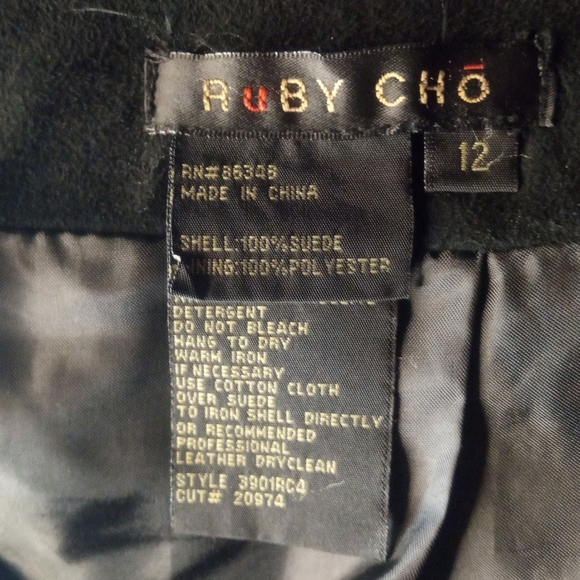 RuBY CHŌ
12
RN#86348
MADE IN CHINA
SHELL:100%SUEDE
LINING:100%POLYESTER
DETERGENT
DO NOT BLEACH
HANG TO DRY
WARM IRON
IF NECESSARY
USE COTTON CLOTH
OVER SUEDE
TO IRON SHELL DIRECTLY
OR RECOMMENDED
PROFESSIONAL
LEATHER DRYCLEAN
STYLE 3901RC4
CUT# 20974